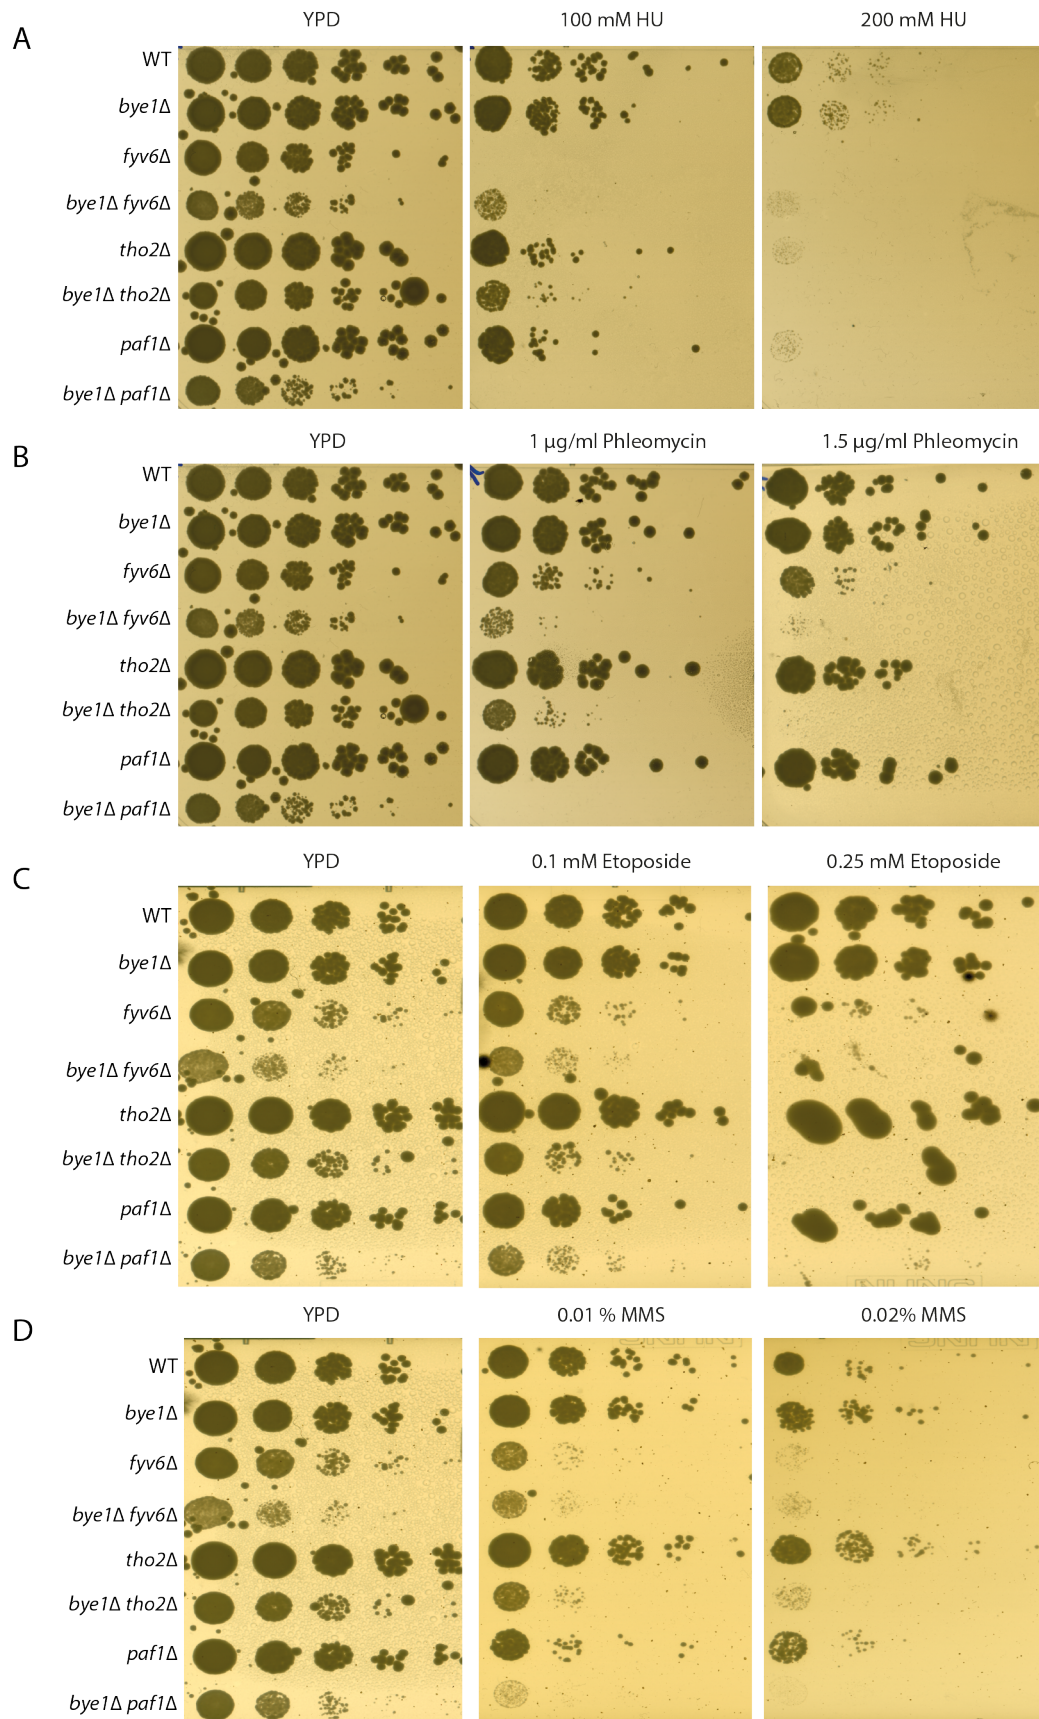 A
YPD 100 mM HU 200 mM HU
WT
bye1Δ
fyv6Δ
bye1Δ fyv6Δ
tho2Δ
bye1Δ tho2Δ
paf1Δ
bye1Δ paf1Δ
B
YPD 1 µg/ml Phleomycin 1.5 µg/ml Phleomycin
WT
bye1Δ
fyv6Δ
bye1Δ fyv6Δ
tho2Δ
bye1Δ tho2Δ
paf1Δ
bye1Δ paf1Δ
C
YPD 0.1 mM Etoposide 0.25 mM Etoposide
WT
bye1Δ
fyv6Δ
bye1Δ fyv6Δ
tho2Δ
bye1Δ tho2Δ
paf1Δ
bye1Δ paf1Δ
D
YPD 0.01 % MMS 0.02% MMS
WT
bye1Δ
fyv6Δ
bye1Δ fyv6Δ
tho2Δ
bye1Δ tho2Δ
paf1Δ
bye1Δ paf1Δ